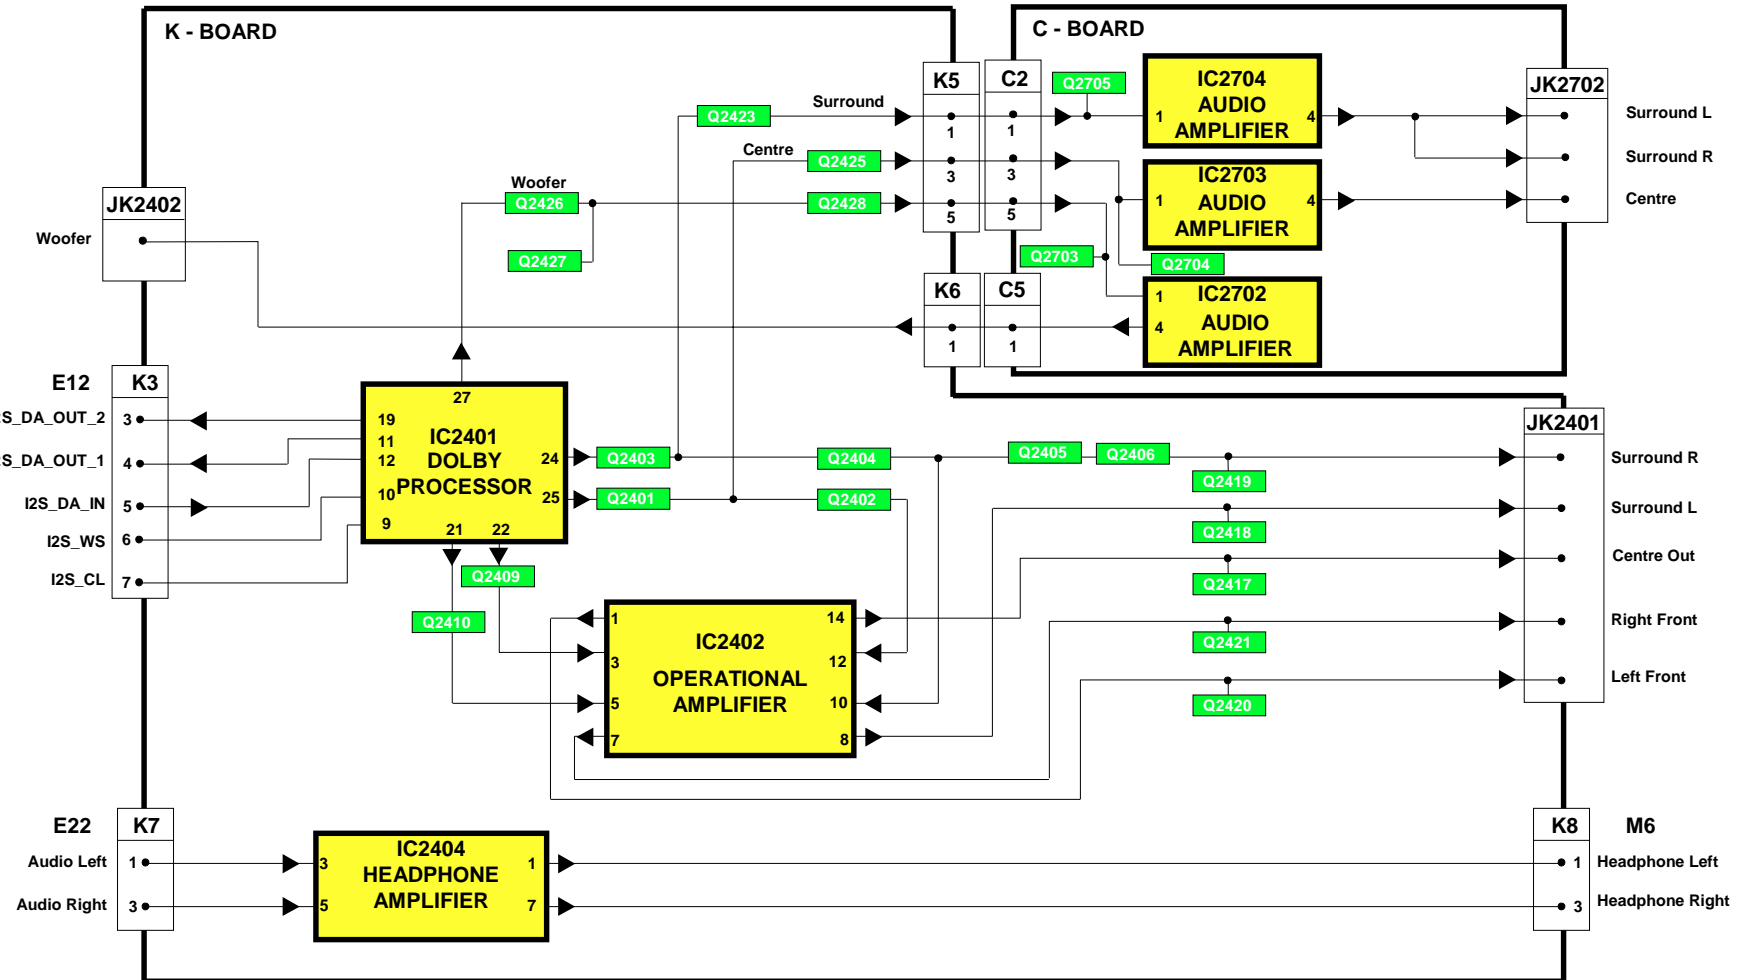 K - BOARD
C - BOARD
K5
C2
Q2705
IC2704
AUDIO
AMPLIFIER
1
4
JK2702
Surround L
Surround R
Centre
Surround
Q2423
1
1
Centre
Q2425
3
3
IC2703
AUDIO
AMPLIFIER
1
4
Woofer
Q2426
Q2428
5
5
Q2427
Q2703
Q2704
JK2402
Woofer
K6
C5
1
1
IC2702
AUDIO
AMPLIFIER
1
4
E12
K3
S_DA_OUT_2
3
S_DA_OUT_1
4
I2S_DA_IN
5
I2S_WS
6
I2S_CL
7
27
19
11
12
10
9
IC2401
DOLBY
PROCESSOR
24
25
21
22
Q2403
Q2404
Q2405
Q2406
Q2401
Q2402
Q2409
Q2410
JK2401
Surround R
Q2419
Surround L
Q2418
Centre Out
Q2417
Right Front
Q2421
Left Front
Q2420
1
3
5
7
IC2402
OPERATIONAL
AMPLIFIER
14
12
10
8
E22
K7
Audio Left
1
Audio Right
3
IC2404
HEADPHONE
AMPLIFIER
3
5
1
7
K8
M6
1
Headphone Left
3
Headphone Right